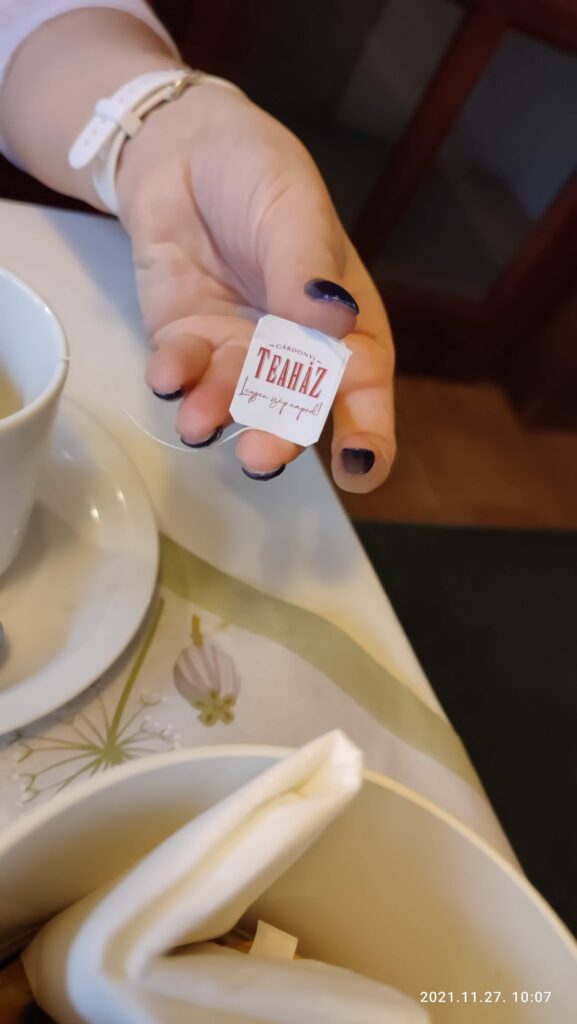 GÁRDONYI
TEAHÁZ
Legyen szép napod!
2021.11.27. 10:07